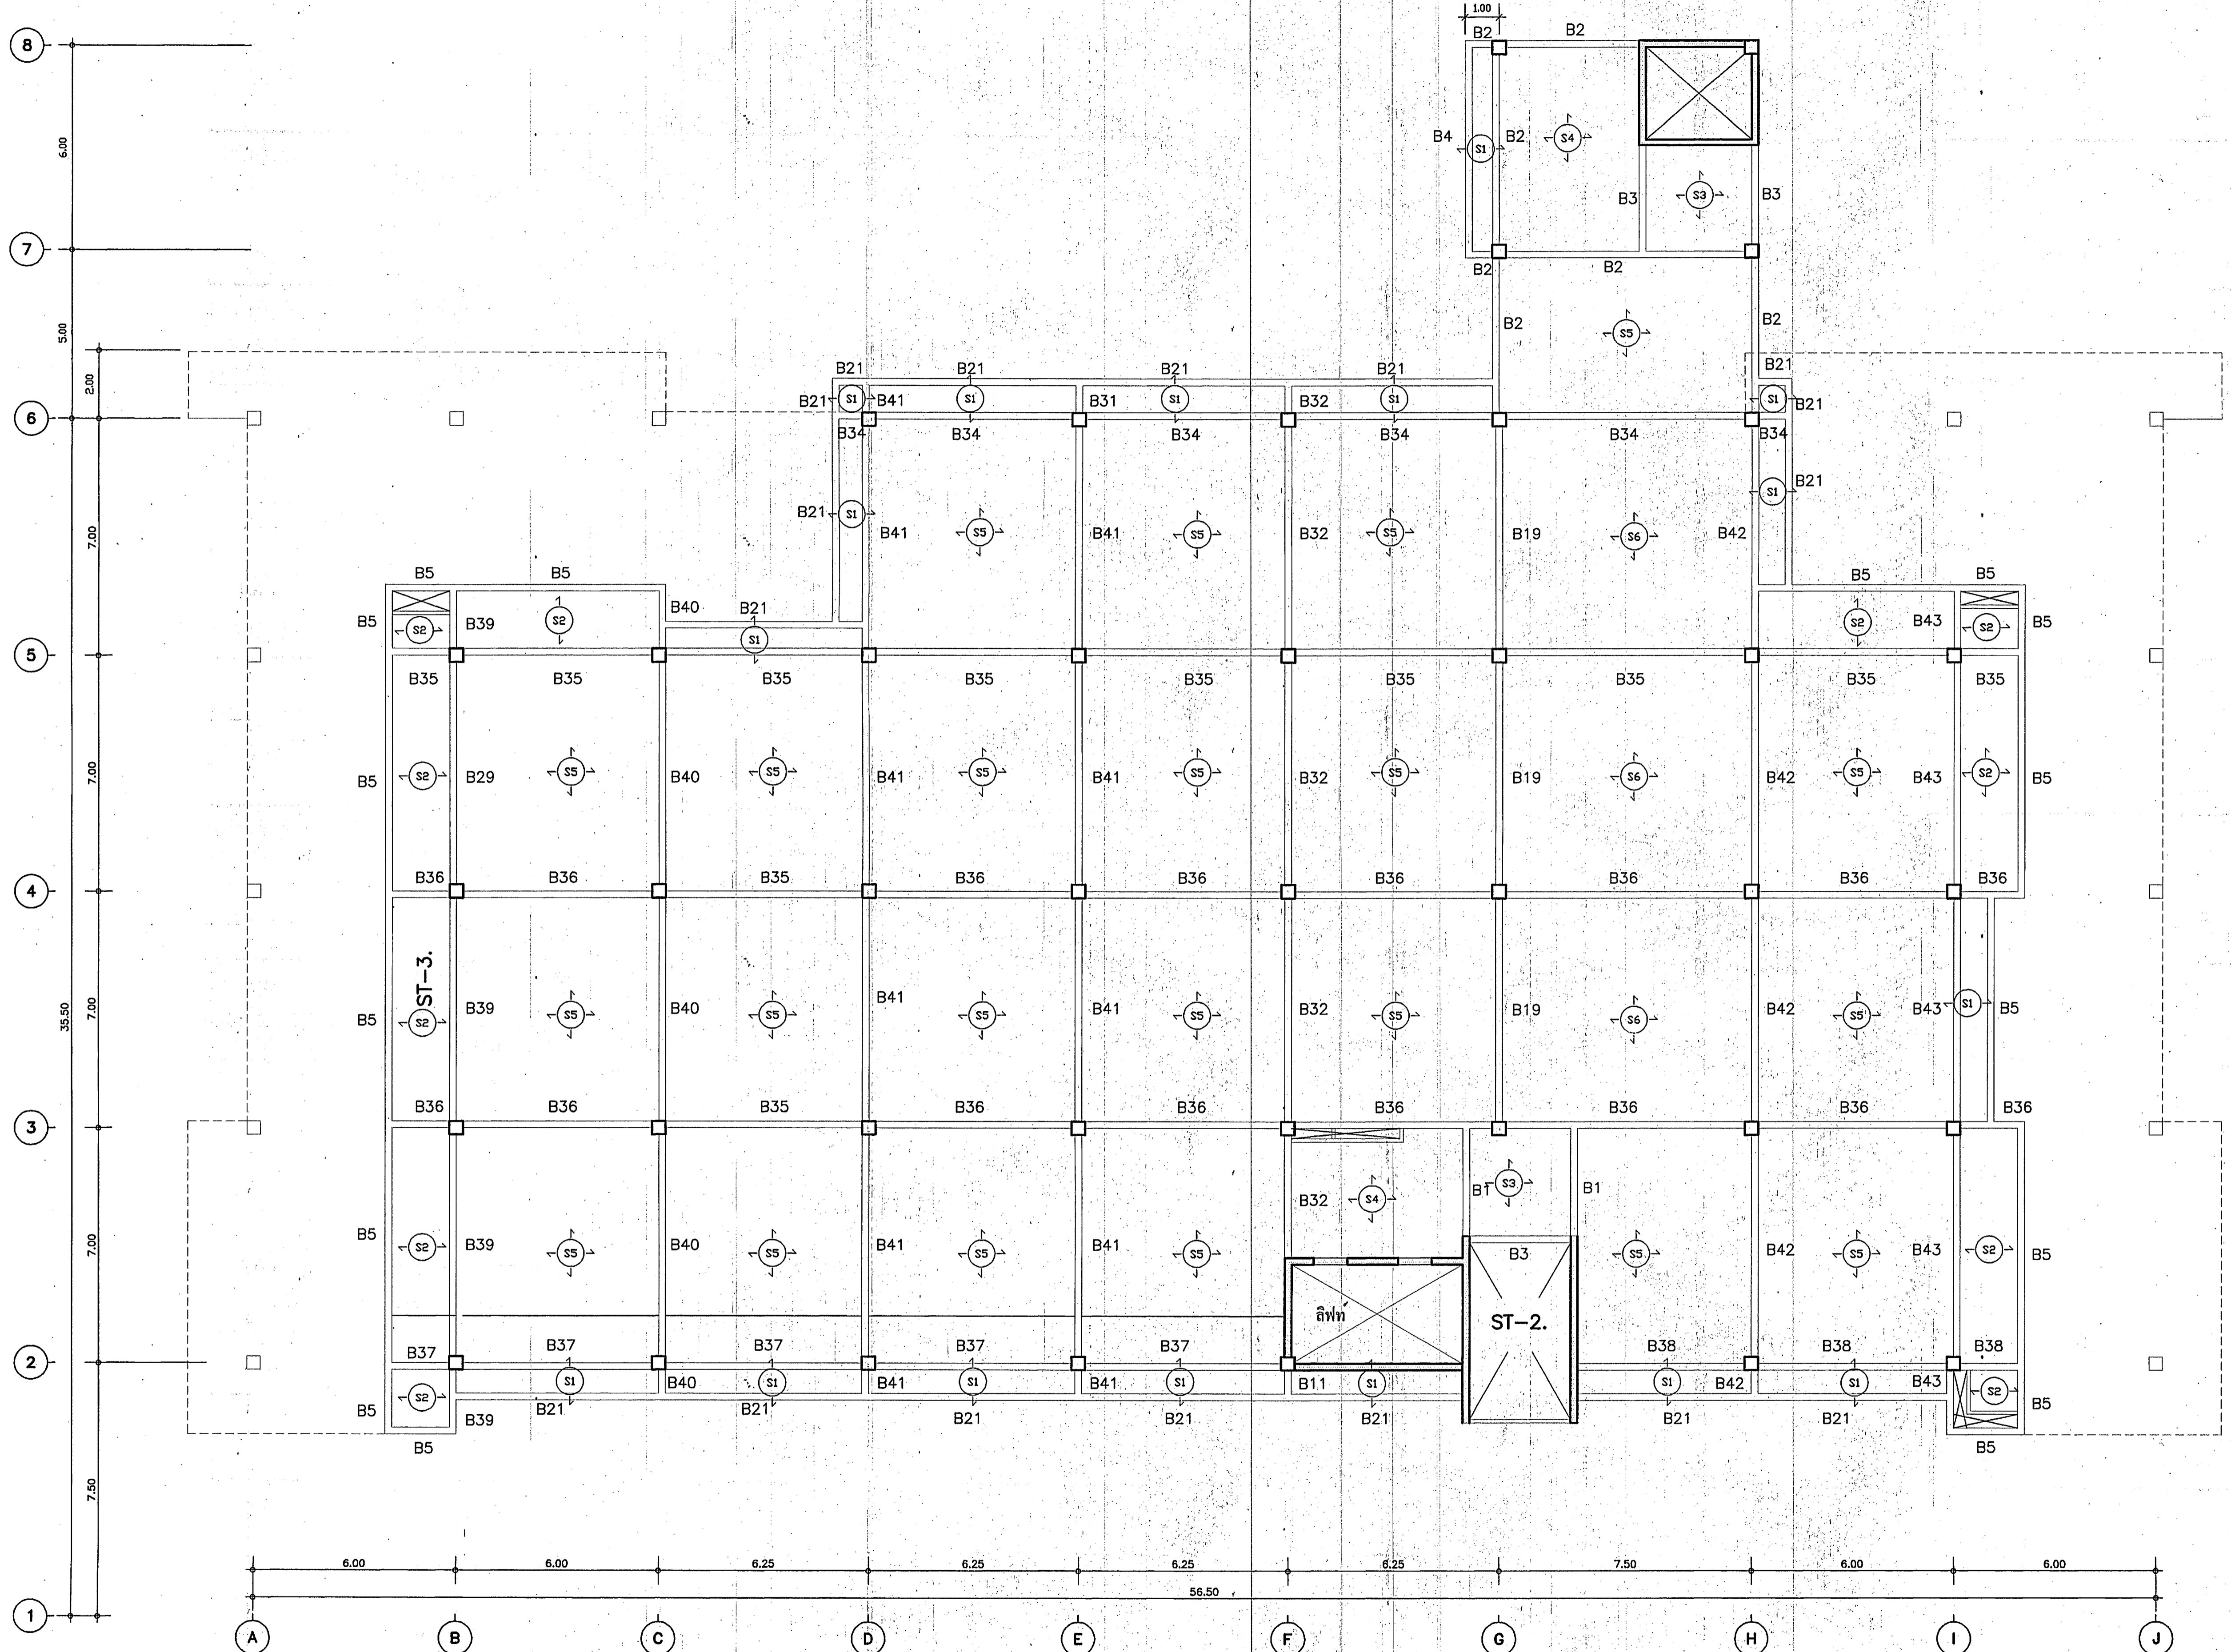 1.00
8 B2 B2
6.00 B4 S1 B2 S4
B3 S3 B3
7
B2 B2
5.00 B2 S5 B2
2.00 B21 B21 B21 B21 B21
B21 S1 B41 S1 B31 S1 B32 S1 S1 B21
6
B34 B34 B34 B34 B34 B34
B21 S1 B41 S5 B41 S5 B32 S5 B19 S6 B42 S1 B21
7.00
B5 B5 B5 B5
B5 S2 B39 S2 B40 B21 S1 S2 B43 S2 B5
5
B35 B35 B35 B35 B35 B35 B35 B35 B35
7.00 B5 S2 B29 S5 B40 S5 B41 S5 B41 S5 B32 S5 B19 S6 B42 S5 B43 S2 B5
B36 B36 B35 B36 B36 B36 B36 B36 B36
4
ST-3.
35.50 7.00 B5 S2 B39 S5 B40 S5 B41 S5 B41 S5 B32 S5 B19 S6 B42 S5 B43 S1 B5
B36 B36 B35 B36 B36 B36 B36 B36 B36
3
B32 S4 B1 S3 B1
7.00 B5 S2 B39 S5 B40 S5 B41 S5 B41 S5 B3 S5 B42 S5 B43 S2 B5
ลิฟท์ ST-2.
B37 B37 B37 B37 B37 B38 B38 B38
2
B5 S2 S1 B40 S1 B41 S1 B41 S1 B11 S1 S1 B42 S1 B43 S2 B5
B39 B21 B21 B21 B21 B21 B21 B21
B5 B5
7.50
6.00 6.00 6.25 6.25 6.25 6.25 7.50 6.00 6.00
56.50
1
A B C D E F G H I J